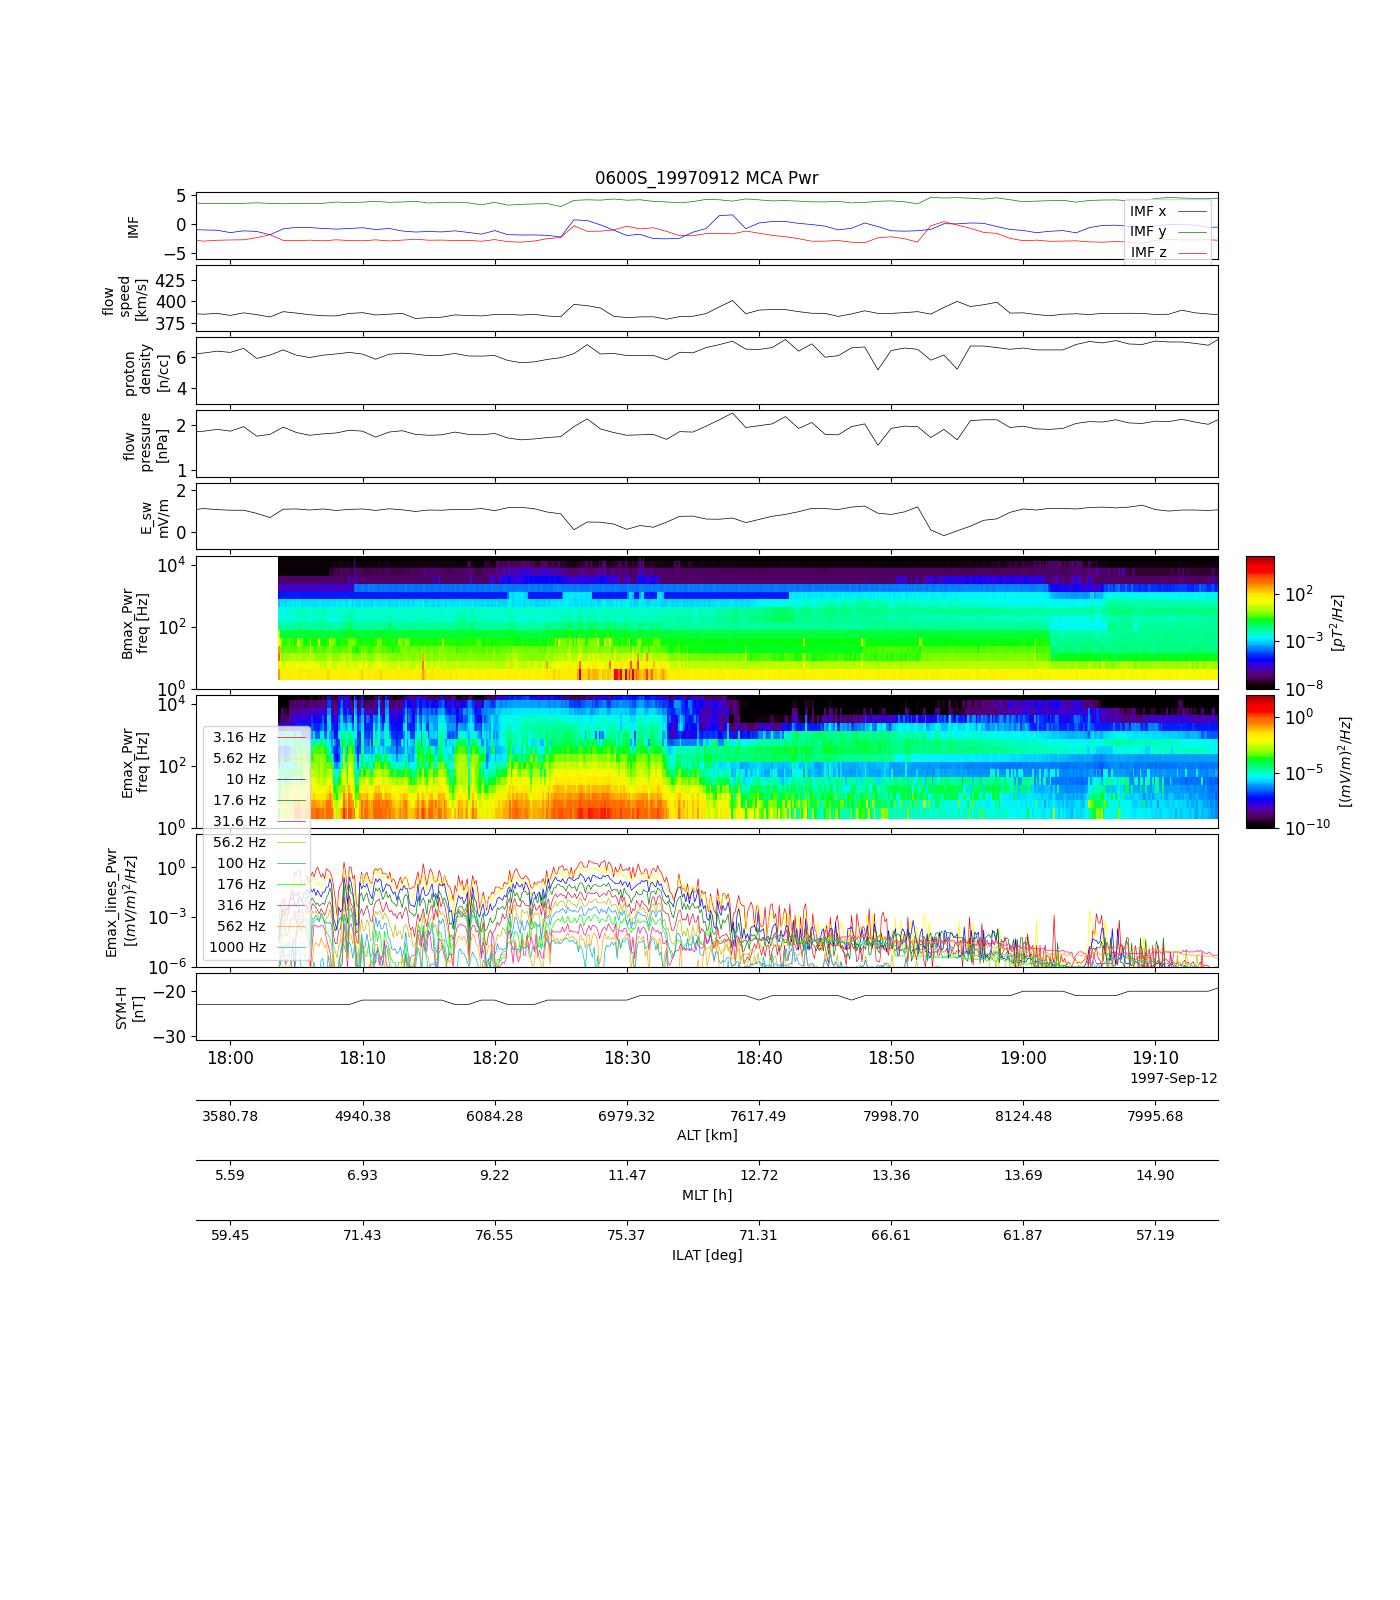 0600S_19970912 MCA Pwr
5
0
−5
IMF
IMF x
IMF y
IMF z
425
400
375
flow
speed
[km/s]
6
4
proton
density
[n/cc]
2
1
flow
pressure
[nPa]
2
0
E_sw
mV/m
10^4
10^2
10^0
Bmax_Pwr
freq [Hz]
10^2
10^−3
10^−8
[pT^2/Hz]
10^4
10^2
10^0
Emax_Pwr
freq [Hz]
10^0
10^−5
10^−10
[(mV/m)^2/Hz]
3.16 Hz
5.62 Hz
10 Hz
17.6 Hz
31.6 Hz
56.2 Hz
100 Hz
176 Hz
316 Hz
562 Hz
1000 Hz
10^0
10^−3
10^−6
Emax_lines_Pwr
[(mV/m)^2/Hz]
−20
−30
SYM-H
[nT]
18:00 18:10 18:20 18:30 18:40 18:50 19:00 19:10
1997-Sep-12
3580.78 4940.38 6084.28 6979.32 7617.49 7998.70 8124.48 7995.68
ALT [km]
5.59 6.93 9.22 11.47 12.72 13.36 13.69 14.90
MLT [h]
59.45 71.43 76.55 75.37 71.31 66.61 61.87 57.19
ILAT [deg]